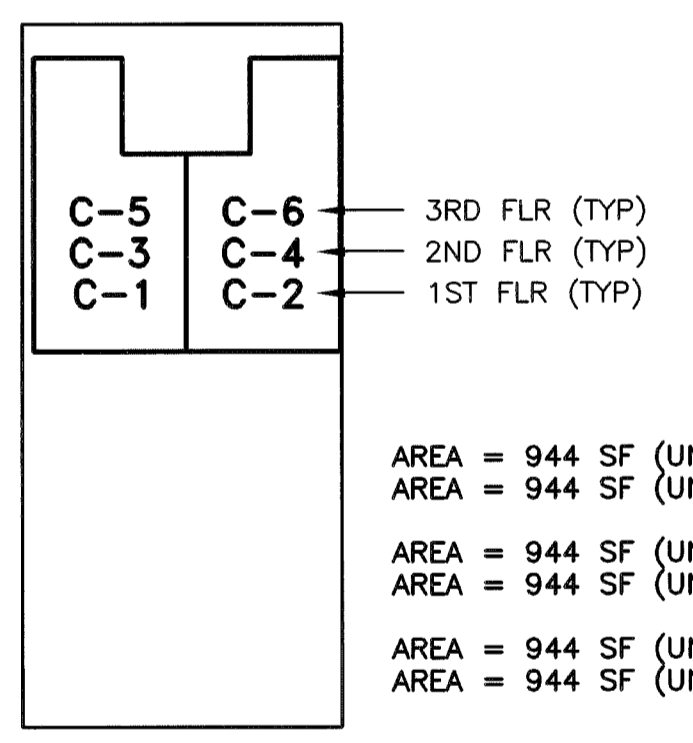 C-5 C-6 3RD FLR (TYP)
C-3 C-4 2ND FLR (TYP)
C-1 C-2 1ST FLR (TYP)
AREA = 944 SF
AREA = 944 SF
AREA = 944 SF
AREA = 944 SF
AREA = 944 SF
AREA = 944 SF